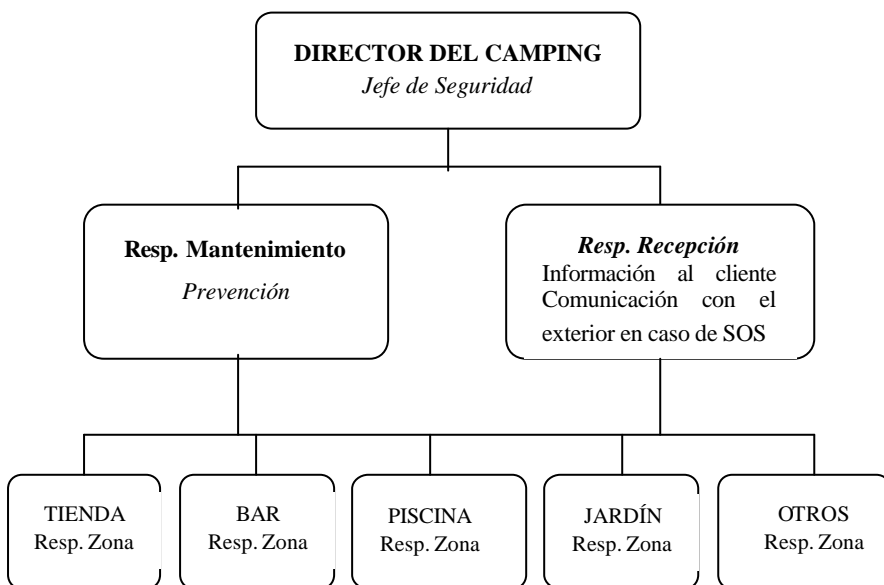 DIRECTOR DEL CAMPING
Jefe de Seguridad
Resp. Mantenimiento
Prevención
Resp. Recepción
Información al cliente
Comunicación con el
exterior en caso de SOS
TIENDA
Resp. Zona
BAR
Resp. Zona
PISCINA
Resp. Zona
JARDÍN
Resp. Zona
OTROS
Resp. Zona